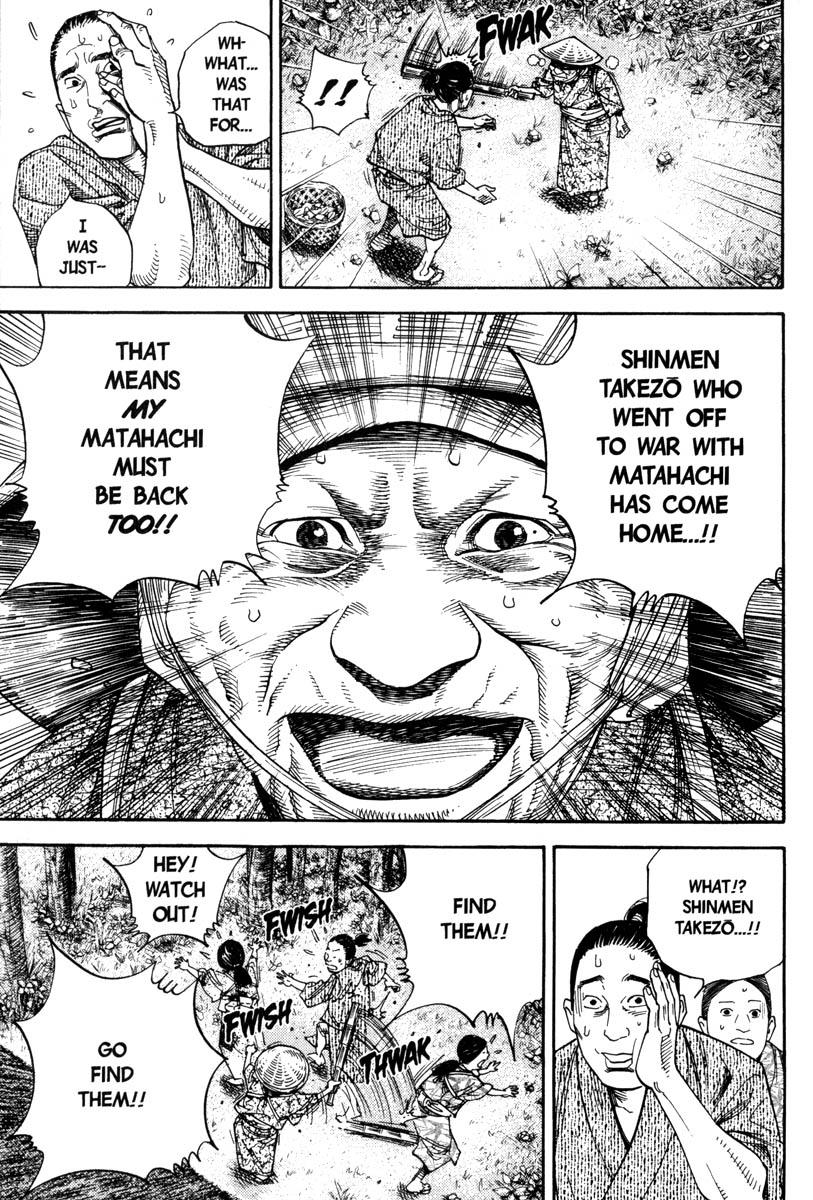 FWAK
!!
WH-
WHAT...
WAS
THAT
FOR...
I
WAS
JUST--
SHINMEN
TAKEZŌ WHO
WENT OFF
TO WAR WITH
MATAHACHI
HAS COME
HOME...!!
THAT
MEANS
MY
MATAHACHI
MUST
BE BACK
TOO!!
WHAT!?
SHINMEN
TAKEZŌ...!!
FIND
THEM!!
HEY!
WATCH
OUT!
FWISH
FWISH
THWAK
GO
FIND
THEM!!